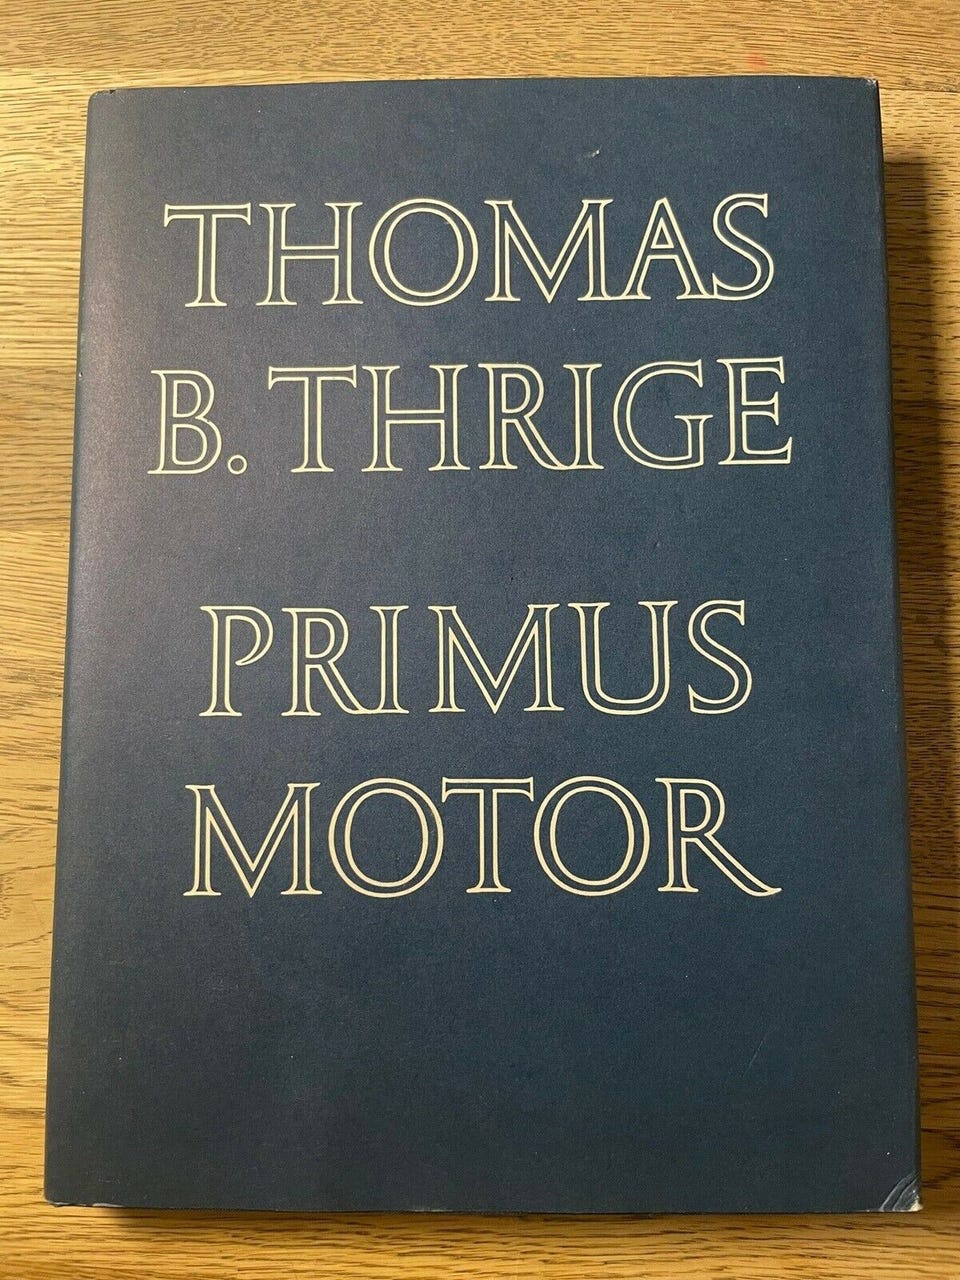 THOMAS
B. THRIGE
PRIMUS
MOTOR